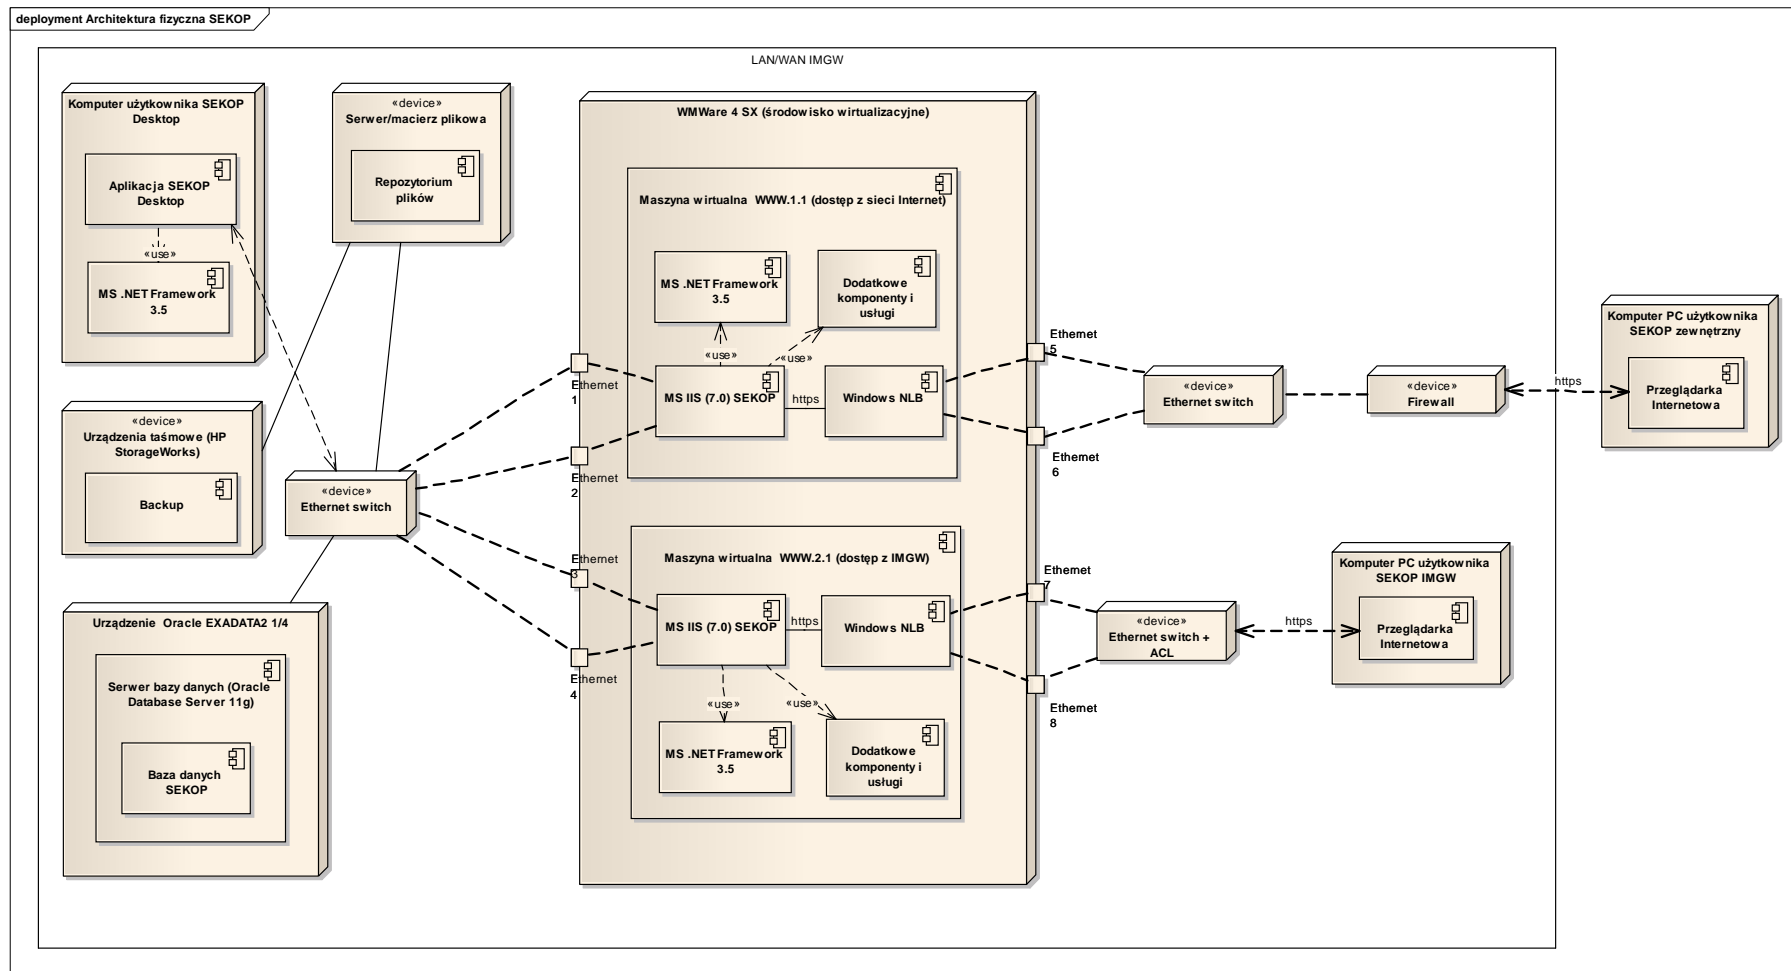 deployment Architektura fizyczna SEKOP
LAN/WAN IMGW
Komputer użytkownika SEKOP
Desktop
Aplikacja SEKOP
Desktop
«use»
MS .NET Framework
3.5
«device»
Serwer/macierz plikowa
Repozytorium
plików
«device»
Urządzenia taśmowe (HP
StorageWorks)
Backup
«device»
Ethernet switch
Urządzenie Oracle EXADATA2 1/4
Serwer bazy danych (Oracle
Database Server 11g)
Baza danych
SEKOP
WMWare 4 SX (środowisko wirtualizacyjne)
Maszyna wirtualna WWW.1.1 (dostęp z sieci Internet)
MS .NET Framework
3.5
Dodatkowe
komponenty i
usługi
«use»
«use»
MS IIS (7.0) SEKOP
https
Windows NLB
Ethernet
1
Ethernet
2
Ethernet
3
Ethernet
4
Maszyna wirtualna WWW.2.1 (dostęp z IMGW)
MS IIS (7.0) SEKOP
https
Windows NLB
«use»
«use»
MS .NET Framework
3.5
Dodatkowe
komponenty i
usługi
Ethernet
5
Ethernet
6
Ethernet
7
Ethernet
8
«device»
Ethernet switch
«device»
Firewall
https
Komputer PC użytkownika
SEKOP zewnętrzny
Przeglądarka
Internetowa
«device»
Ethernet switch +
ACL
https
Komputer PC użytkownika
SEKOP IMGW
Przeglądarka
Internetowa